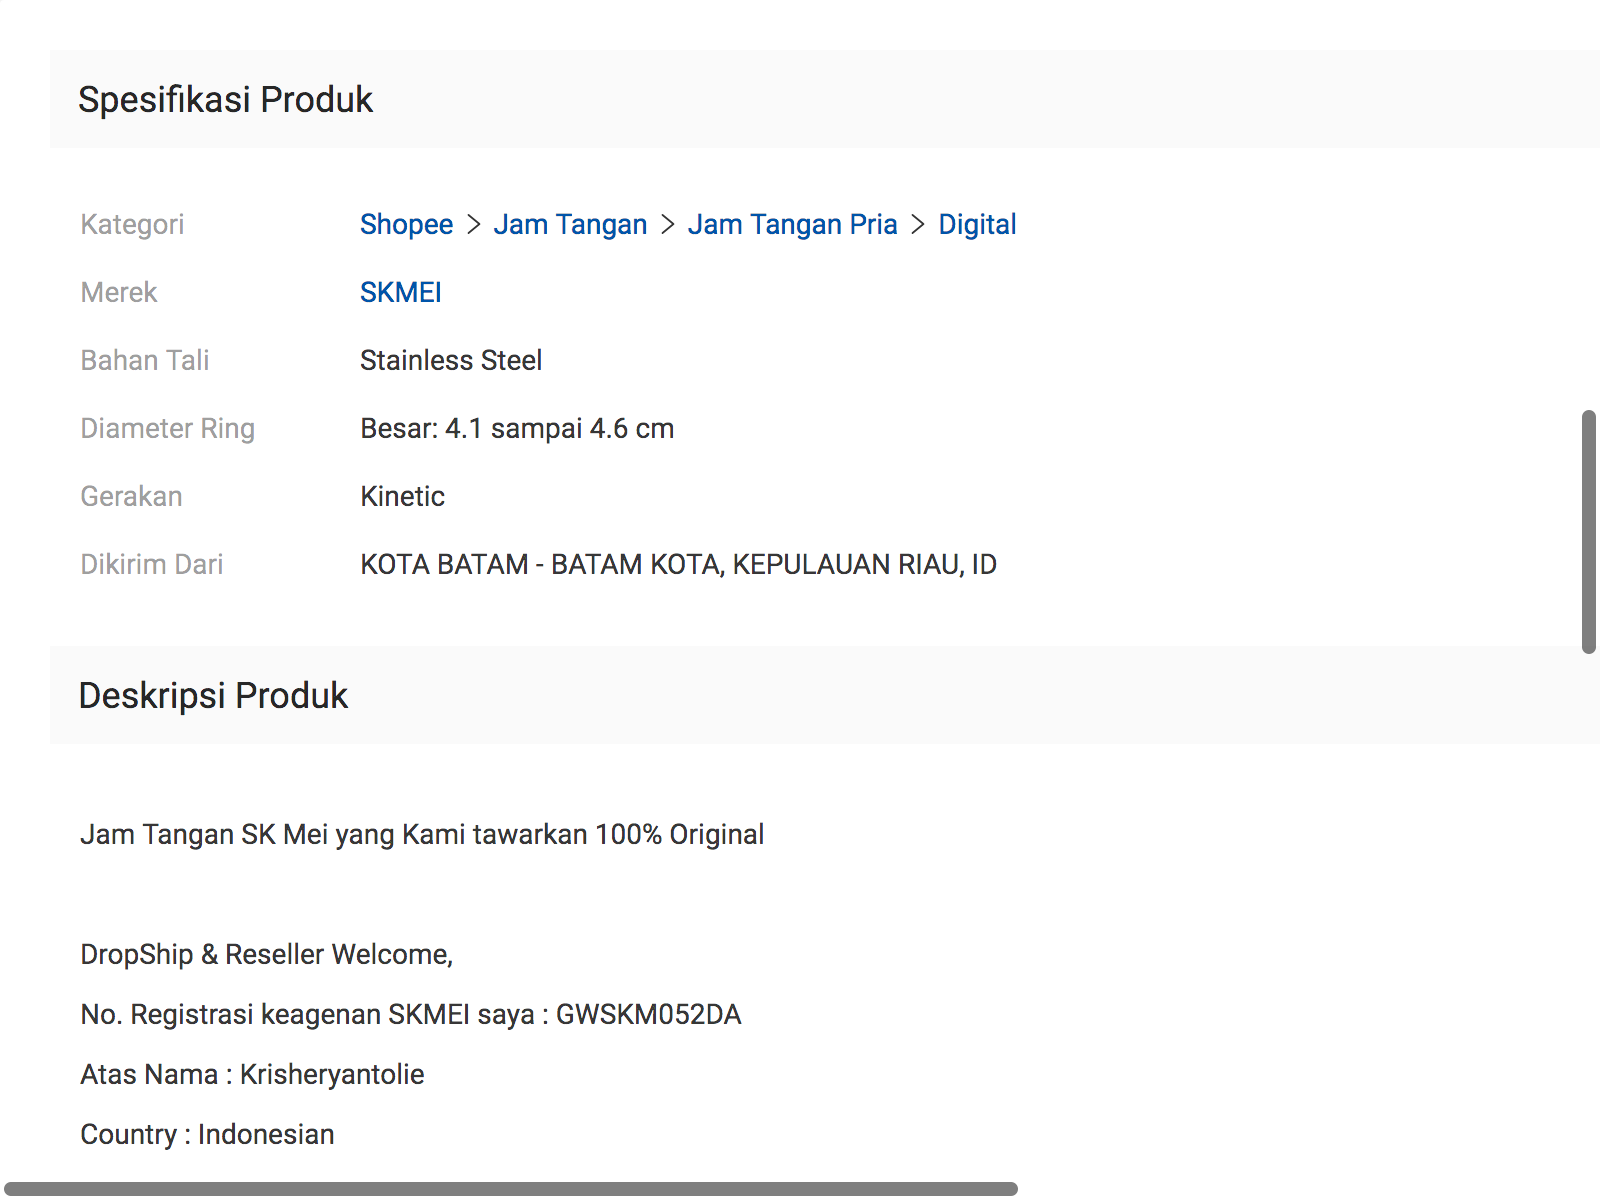 Spesifikasi Produk
Kategori Shopee > Jam Tangan > Jam Tangan Pria > Digital
Merek SKMEI
Bahan Tali Stainless Steel
Diameter Ring Besar: 4.1 sampai 4.6 cm
Gerakan Kinetic
Dikirim Dari KOTA BATAM - BATAM KOTA, KEPULAUAN RIAU, ID
Deskripsi Produk
Jam Tangan SK Mei yang Kami tawarkan 100% Original
DropShip & Reseller Welcome,
No. Registrasi keagenan SKMEI saya : GWSKM052DA
Atas Nama : Krisheryantolie
Country : Indonesian